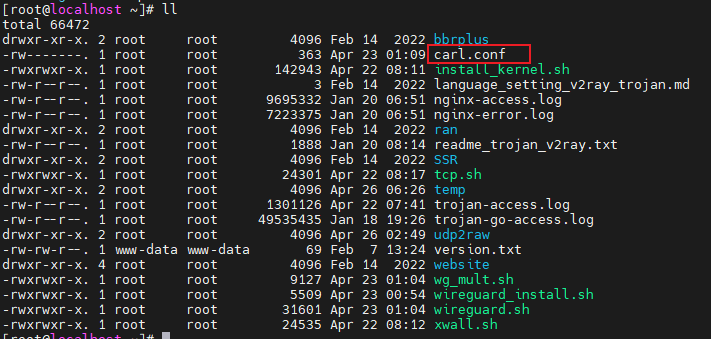 [root@localhost ~]# ll
total 66472
drwxr-xr-x. 2 root     root         4096 Feb 14  2022 bbrplus
-rw-------. 1 root     root          363 Apr 23 01:09 carl.conf
-rwxrwxr-x. 1 root     root       142943 Apr 22 08:11 install_kernel.sh
-rw-r--r--. 1 root     root            3 Feb 14  2022 language_setting_v2ray_trojan.md
-rw-r--r--. 1 root     root      9695332 Jan 20 06:51 nginx-access.log
-rw-r--r--. 1 root     root      7223375 Jan 20 06:51 nginx-error.log
drwxr-xr-x. 2 root     root         4096 Feb 14  2022 ran
-rw-r--r--. 1 root     root         1888 Jan 20 08:14 readme_trojan_v2ray.txt
drwxr-xr-x. 2 root     root         4096 Feb 14  2022 SSR
-rwxr-xr-x. 1 root     root        24301 Apr 22 08:17 tcp.sh
drwxr-xr-x. 2 root     root         4096 Apr 26 06:26 temp
-rw-r--r--. 1 root     root      1301126 Apr 22 07:41 trojan-access.log
-rw-r--r--. 1 root     root     49535435 Jan 18 19:26 trojan-go-access.log
drwxr-xr-x. 2 root     root         4096 Apr 26 02:49 udp2raw
-rw-rw-r--. 1 www-data www-data       69 Feb  7 13:24 version.txt
drwxr-xr-x. 4 root     root         4096 Feb 14  2022 website
-rwxrwxr-x. 1 root     root         9127 Apr 23 01:04 wg_mult.sh
-rwxrwxr-x. 1 root     root         5509 Apr 23 00:54 wireguard_install.sh
-rwxrwxr-x. 1 root     root        31601 Apr 23 01:04 wireguard.sh
-rwxrwxr-x. 1 root     root        24535 Apr 22 08:12 xwall.sh
[root@localhost ~]#